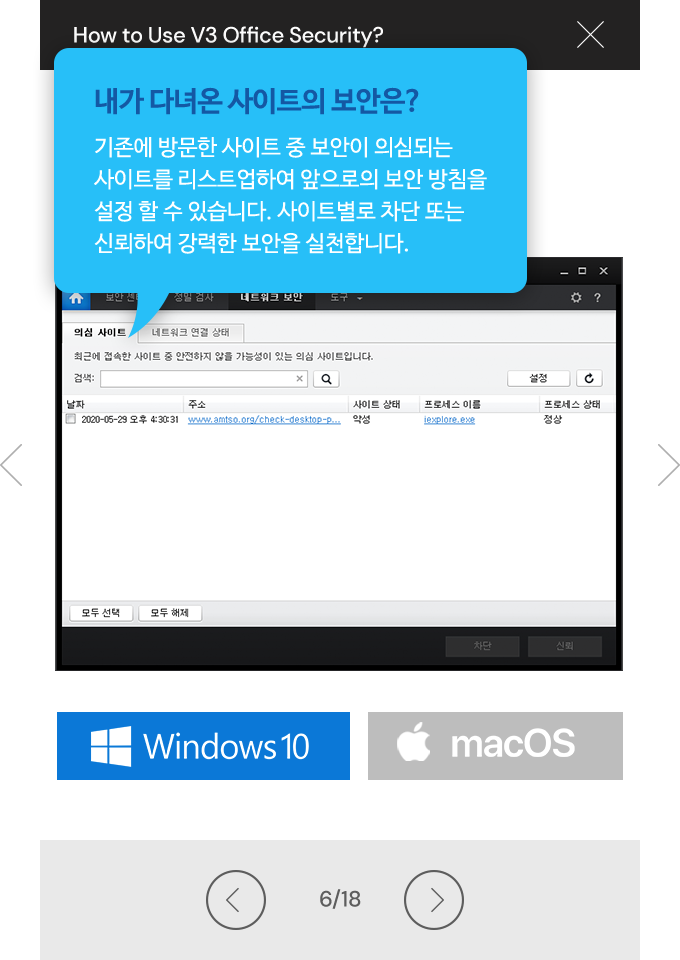 How to Use V3 Office Security?
내가 다녀온 사이트의 보안은?
기존에 방문한 사이트 중 보안이 의심되는
사이트를 리스트업하여 앞으로의 보안 방침을
설정 할 수 있습니다. 사이트별로 차단 또는
신뢰하여 강력한 보안을 실천합니다.
보안 센터 정밀 검사 네트워크 보안 도구
의심 사이트 네트워크 연결 상태
최근에 접속한 사이트 중 안전하지 않을 가능성이 있는 의심 사이트입니다.
검색: 설정
날짜 주소 사이트 상태 프로세스 이름 프로세스 상태
2020-05-29 오후 4:30:31 www.amtso.org/check-desktop-p... 악성 iexplore.exe 정상
모두 선택 모두 해제
차단 신뢰
Windows 10 macOS
6/18